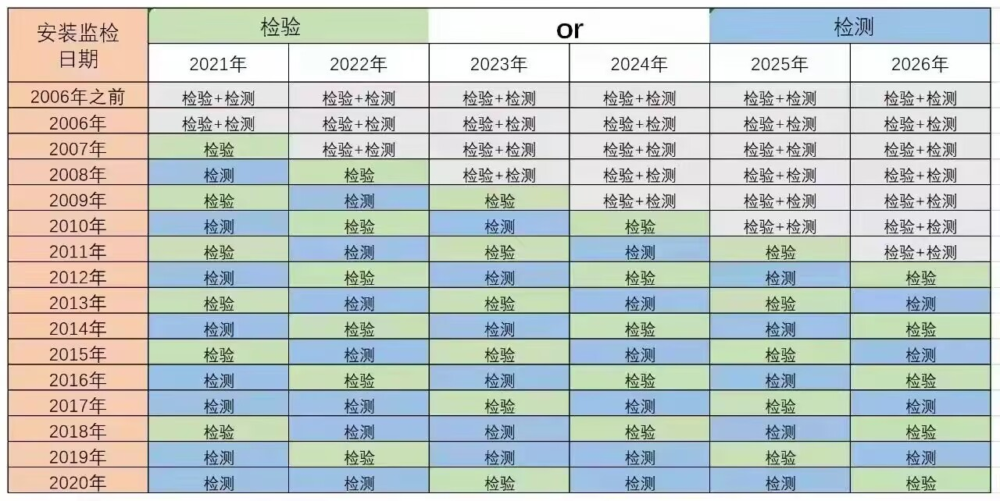 安装监检日期 检验 or 检测
2021年 2022年 2023年 2024年 2025年 2026年
2006年之前 检验+检测 检验+检测 检验+检测 检验+检测 检验+检测 检验+检测
2006年 检验+检测 检验+检测 检验+检测 检验+检测 检验+检测 检验+检测
2007年 检验 检验+检测 检验+检测 检验+检测 检验+检测 检验+检测
2008年 检测 检验 检验+检测 检验+检测 检验+检测 检验+检测
2009年 检验 检测 检验 检验+检测 检验+检测 检验+检测
2010年 检测 检验 检测 检验 检验+检测 检验+检测
2011年 检验 检测 检验 检测 检验 检验+检测
2012年 检测 检验 检测 检验 检测 检验
2013年 检验 检测 检验 检测 检验 检测
2014年 检测 检验 检测 检验 检测 检验
2015年 检验 检测 检验 检测 检验 检测
2016年 检测 检验 检测 检验 检测 检验
2017年 检测 检测 检验 检测 检验 检测
2018年 检验 检测 检测 检验 检测 检验
2019年 检测 检验 检测 检测 检验 检测
2020年 检测 检测 检验 检测 检测 检验